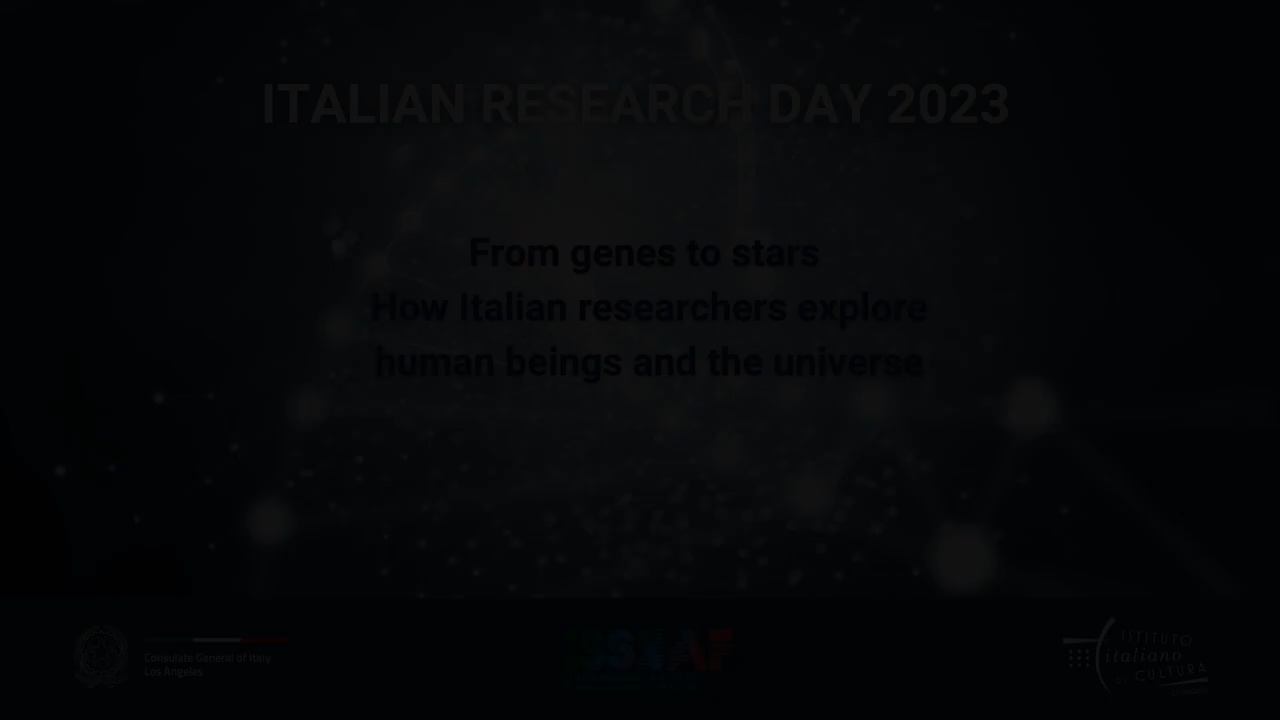 ITALIAN RESEARCH DAY 2023
From genes to stars
How Italian researchers explore
human beings and the universe
Consulate General of Italy
Los Angeles
ISSNAF
ISTITUTO
italiano
DI CULTURA